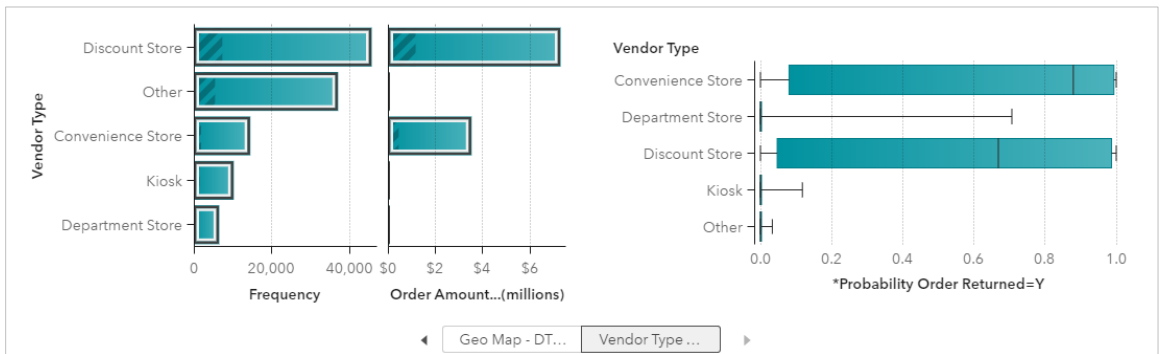 Vendor Type
Discount Store
Other
Convenience Store
Kiosk
Department Store
0 20,000 40,000
Frequency
$0 $2 $4 $6
Order Amount...(millions)
Vendor Type
Convenience Store
Department Store
Discount Store
Kiosk
Other
0.0 0.2 0.4 0.6 0.8 1.0
*Probability Order Returned=Y
Geo Map - DT...
Vendor Type ...